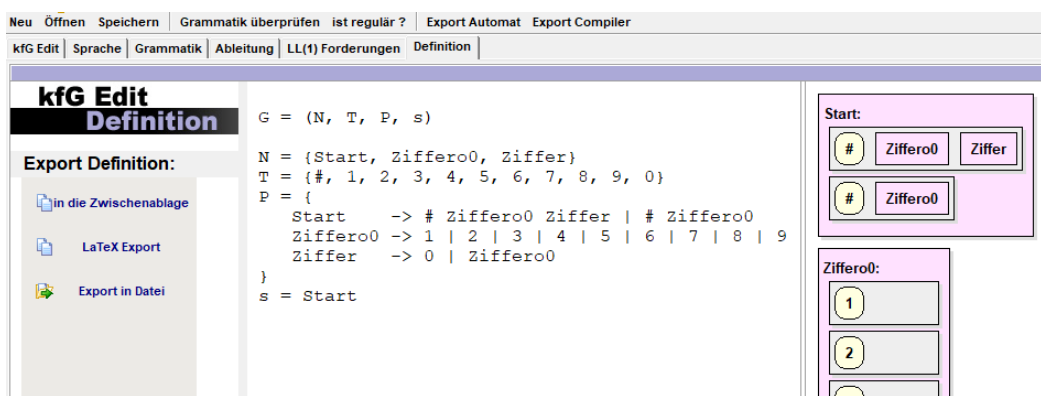 Neu Öffnen Speichern Grammatik überprüfen ist regulär ? Export Automat Export Compiler
kfG Edit Sprache Grammatik Ableitung LL(1) Forderungen Definition
kfG Edit
Definition
Export Definition:
in die Zwischenablage
LaTeX Export
Export in Datei
G = (N, T, P, s)
N = {Start, Ziffero0, Ziffer}
T = {#, 1, 2, 3, 4, 5, 6, 7, 8, 9, 0}
P = {
Start -> # Ziffero0 Ziffer | # Ziffero0
Ziffero0 -> 1 | 2 | 3 | 4 | 5 | 6 | 7 | 8 | 9
Ziffer -> 0 | Ziffero0
}
s = Start
Start:
# Ziffero0 Ziffer
# Ziffero0
Ziffero0:
1
2